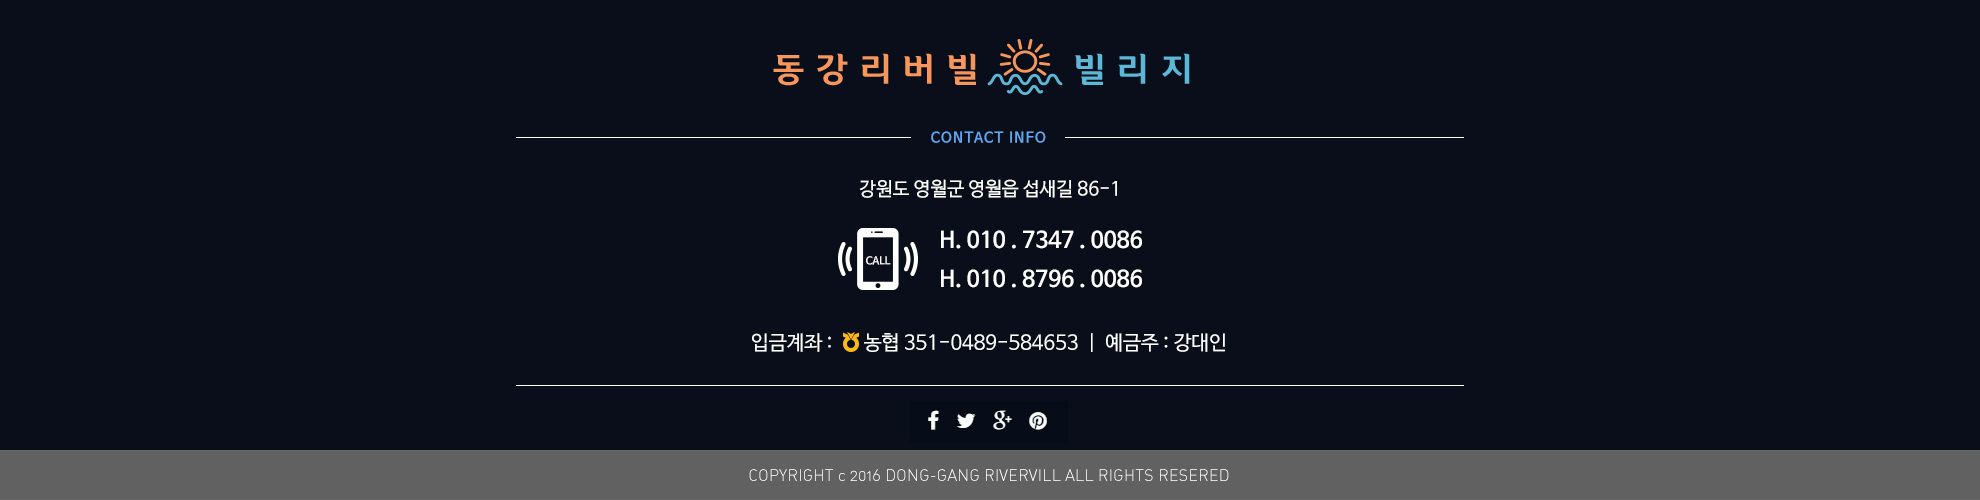 동강리버빌 빌리지
CONTACT INFO
강원도 영월군 영월읍 섭새길 86-1
CALL
H. 010 . 7347 . 0086
H. 010 . 8796 . 0086
입금계좌 : 농협 351-0489-584653 | 예금주 : 강대인
COPYRIGHT c 2016 DONG-GANG RIVERVILL ALL RIGHTS RESERED